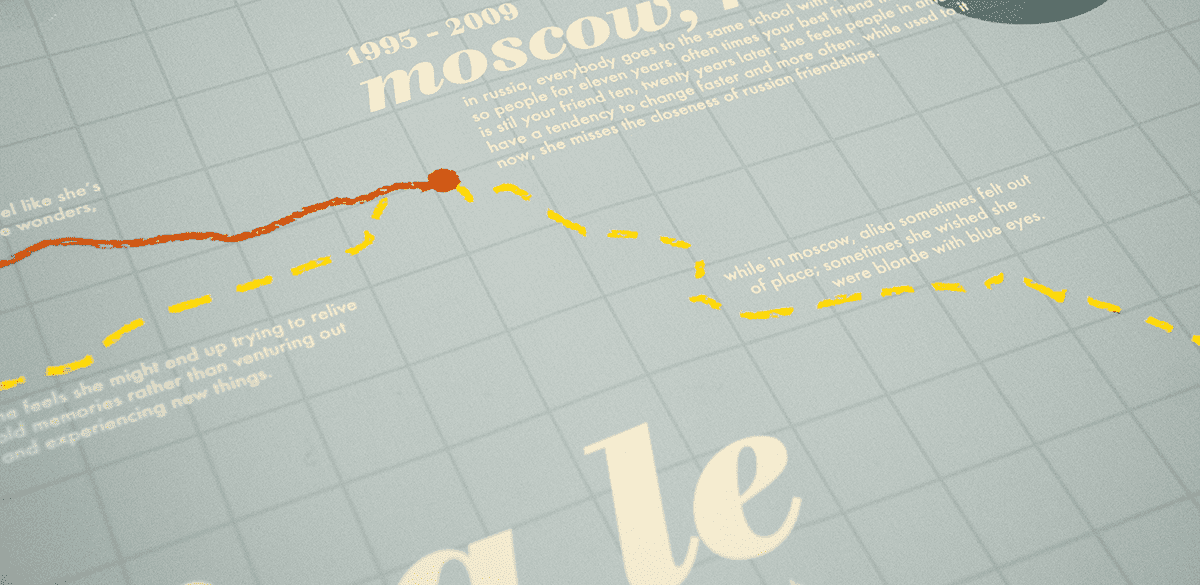 1995 - 2009
moscow,
in russia, everybody goes to the same school with
so people for eleven years. often times your best friend
is stil your friend ten, twenty years later. she feels people in
have a tendency to change faster and more often. while used to it
now, she misses the closeness of russian friendships.
el like she's
wonders,
while in moscow, alisa sometimes felt out
of place; sometimes she wished she
were blonde with blue eyes.
feels she might end up trying to relive
old memories rather than venturing out
and experiencing new things.
a le